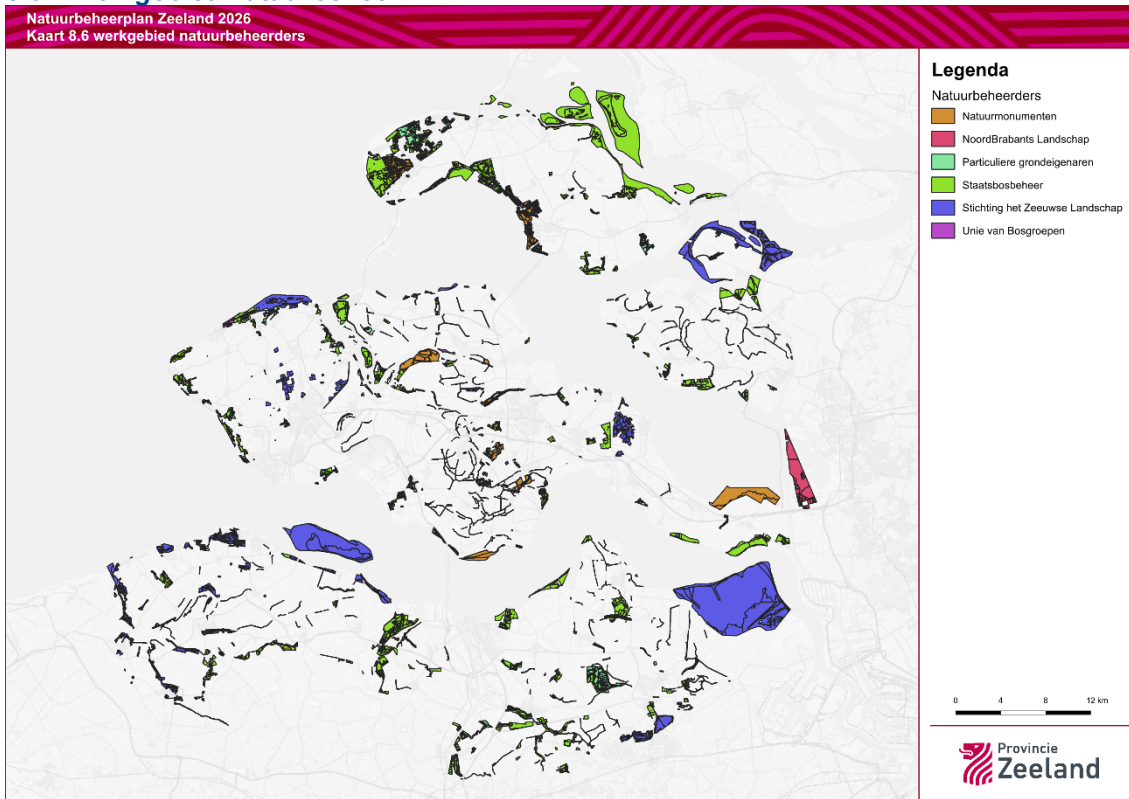 Natuurbeheerplan Zeeland 2026
Kaart 8.6 werkgebied natuurbeheerders
Legenda
Natuurbeheerders
Natuurmonumenten
NoordBrabants Landschap
Particuliere grondeigenaren
Staatsbosbeheer
Stichting het Zeeuwse Landschap
Unie van Bosgroepen
0 4 8 12 km
Provincie
Zeeland